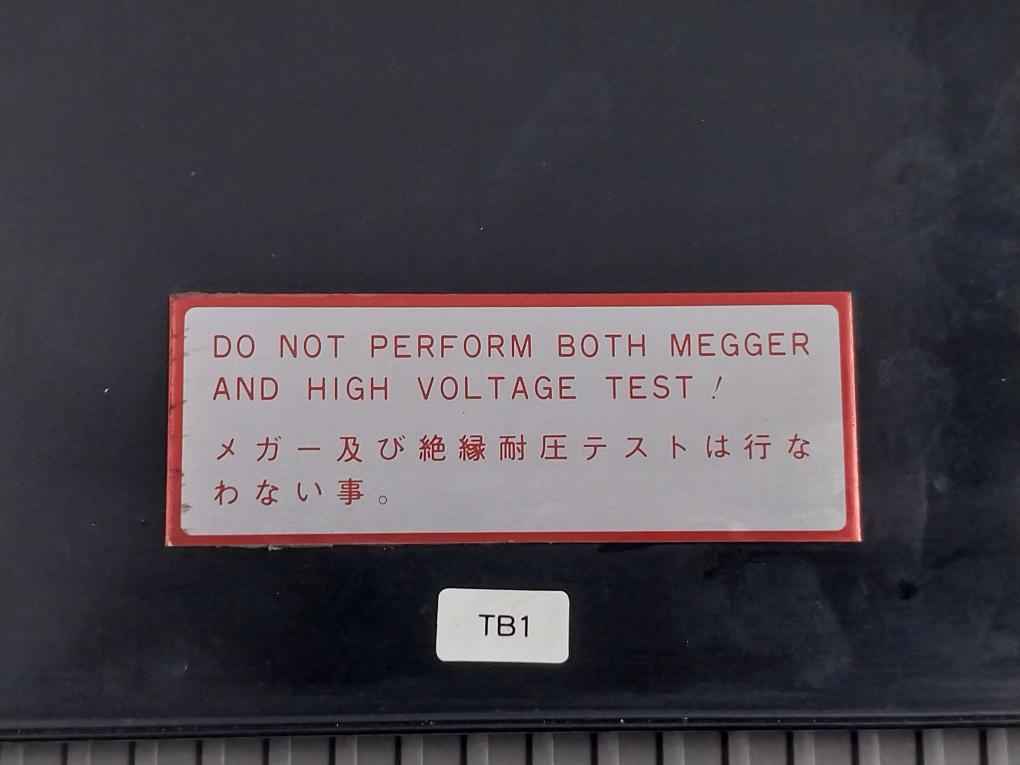 DO NOT PERFORM BOTH MEGGER
AND HIGH VOLTAGE TEST!
メガー及び絶縁耐圧テストは行な
わない事。
TB1